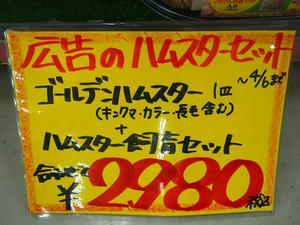 広告のハムスターセット
~4/6まで
ゴールデンハムスター 1皿
(キンクマ・カラー・長毛含む)
+
ハムスター飼育セット
合わせて
¥2980
税込